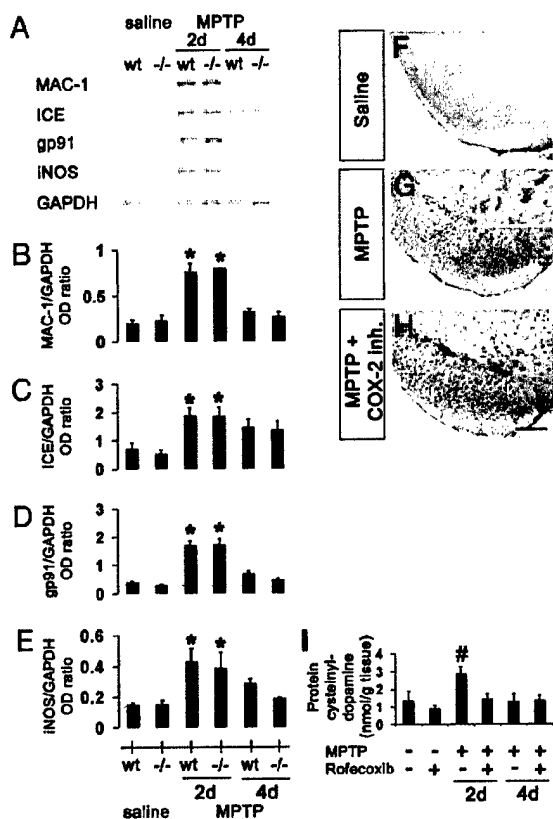 A
saline MPTP
2d 4d
wt -/- wt -/- wt -/-
MAC-1
ICE
gp91
iNOS
GAPDH
B
MAC-1/GAPDH
OD ratio
1
0.5
0
* *
C
ICE/GAPDH
OD ratio
3
2
1
0
* *
D
gp91/GAPDH
OD ratio
3
2
1
0
* *
E
iNOS/GAPDH
OD ratio
0.6
0.4
0.2
0
* *
wt -/- wt -/- wt -/-
2d 4d
saline MPTP
F
Saline
G
MPTP
H
MPTP +
COX-2 inh.
I
Protein
cysteinyl-
dopamine
(nmol/g tissue)
4
3
2
1
0
#
MPTP - - + + + +
Rofecoxib - + - + - +
2d 4d